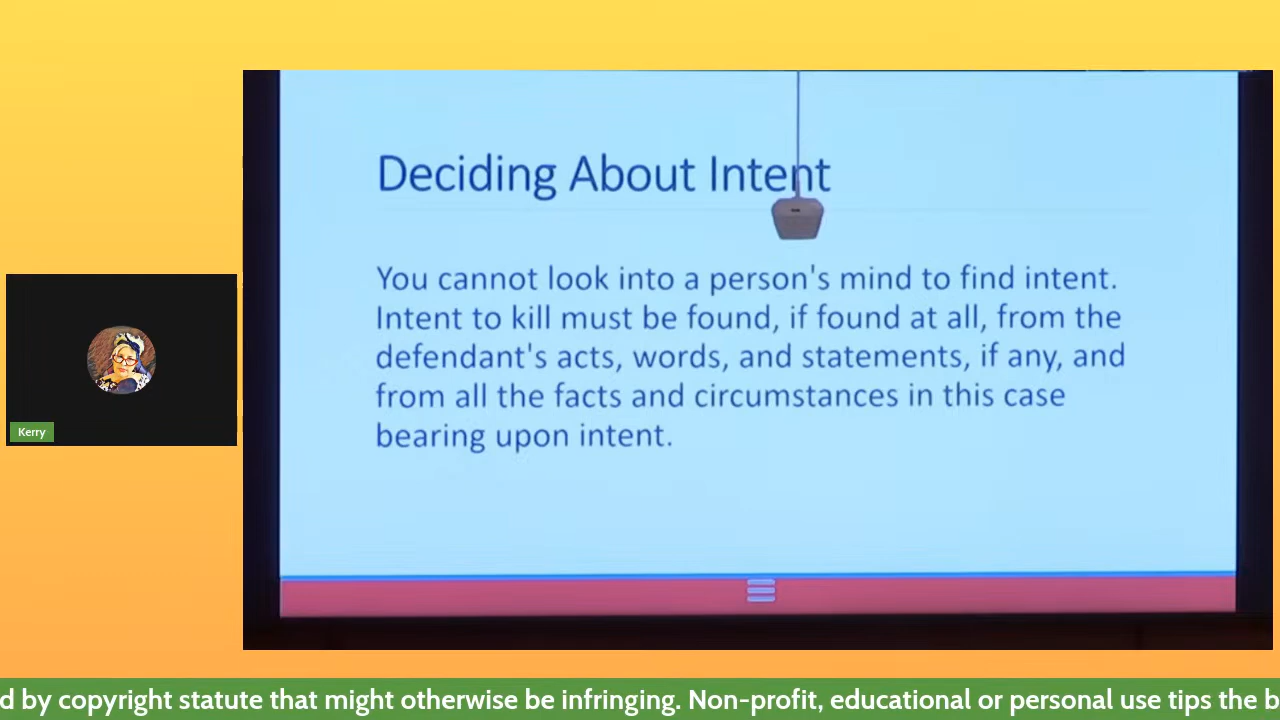 Deciding About Intent
You cannot look into a person's mind to find intent.
Intent to kill must be found, if found at all, from the
defendant's acts, words, and statements, if any, and
from all the facts and circumstances in this case
bearing upon intent.
Kerry
d by copyright statute that might otherwise be infringing. Non-profit, educational or personal use tips the b